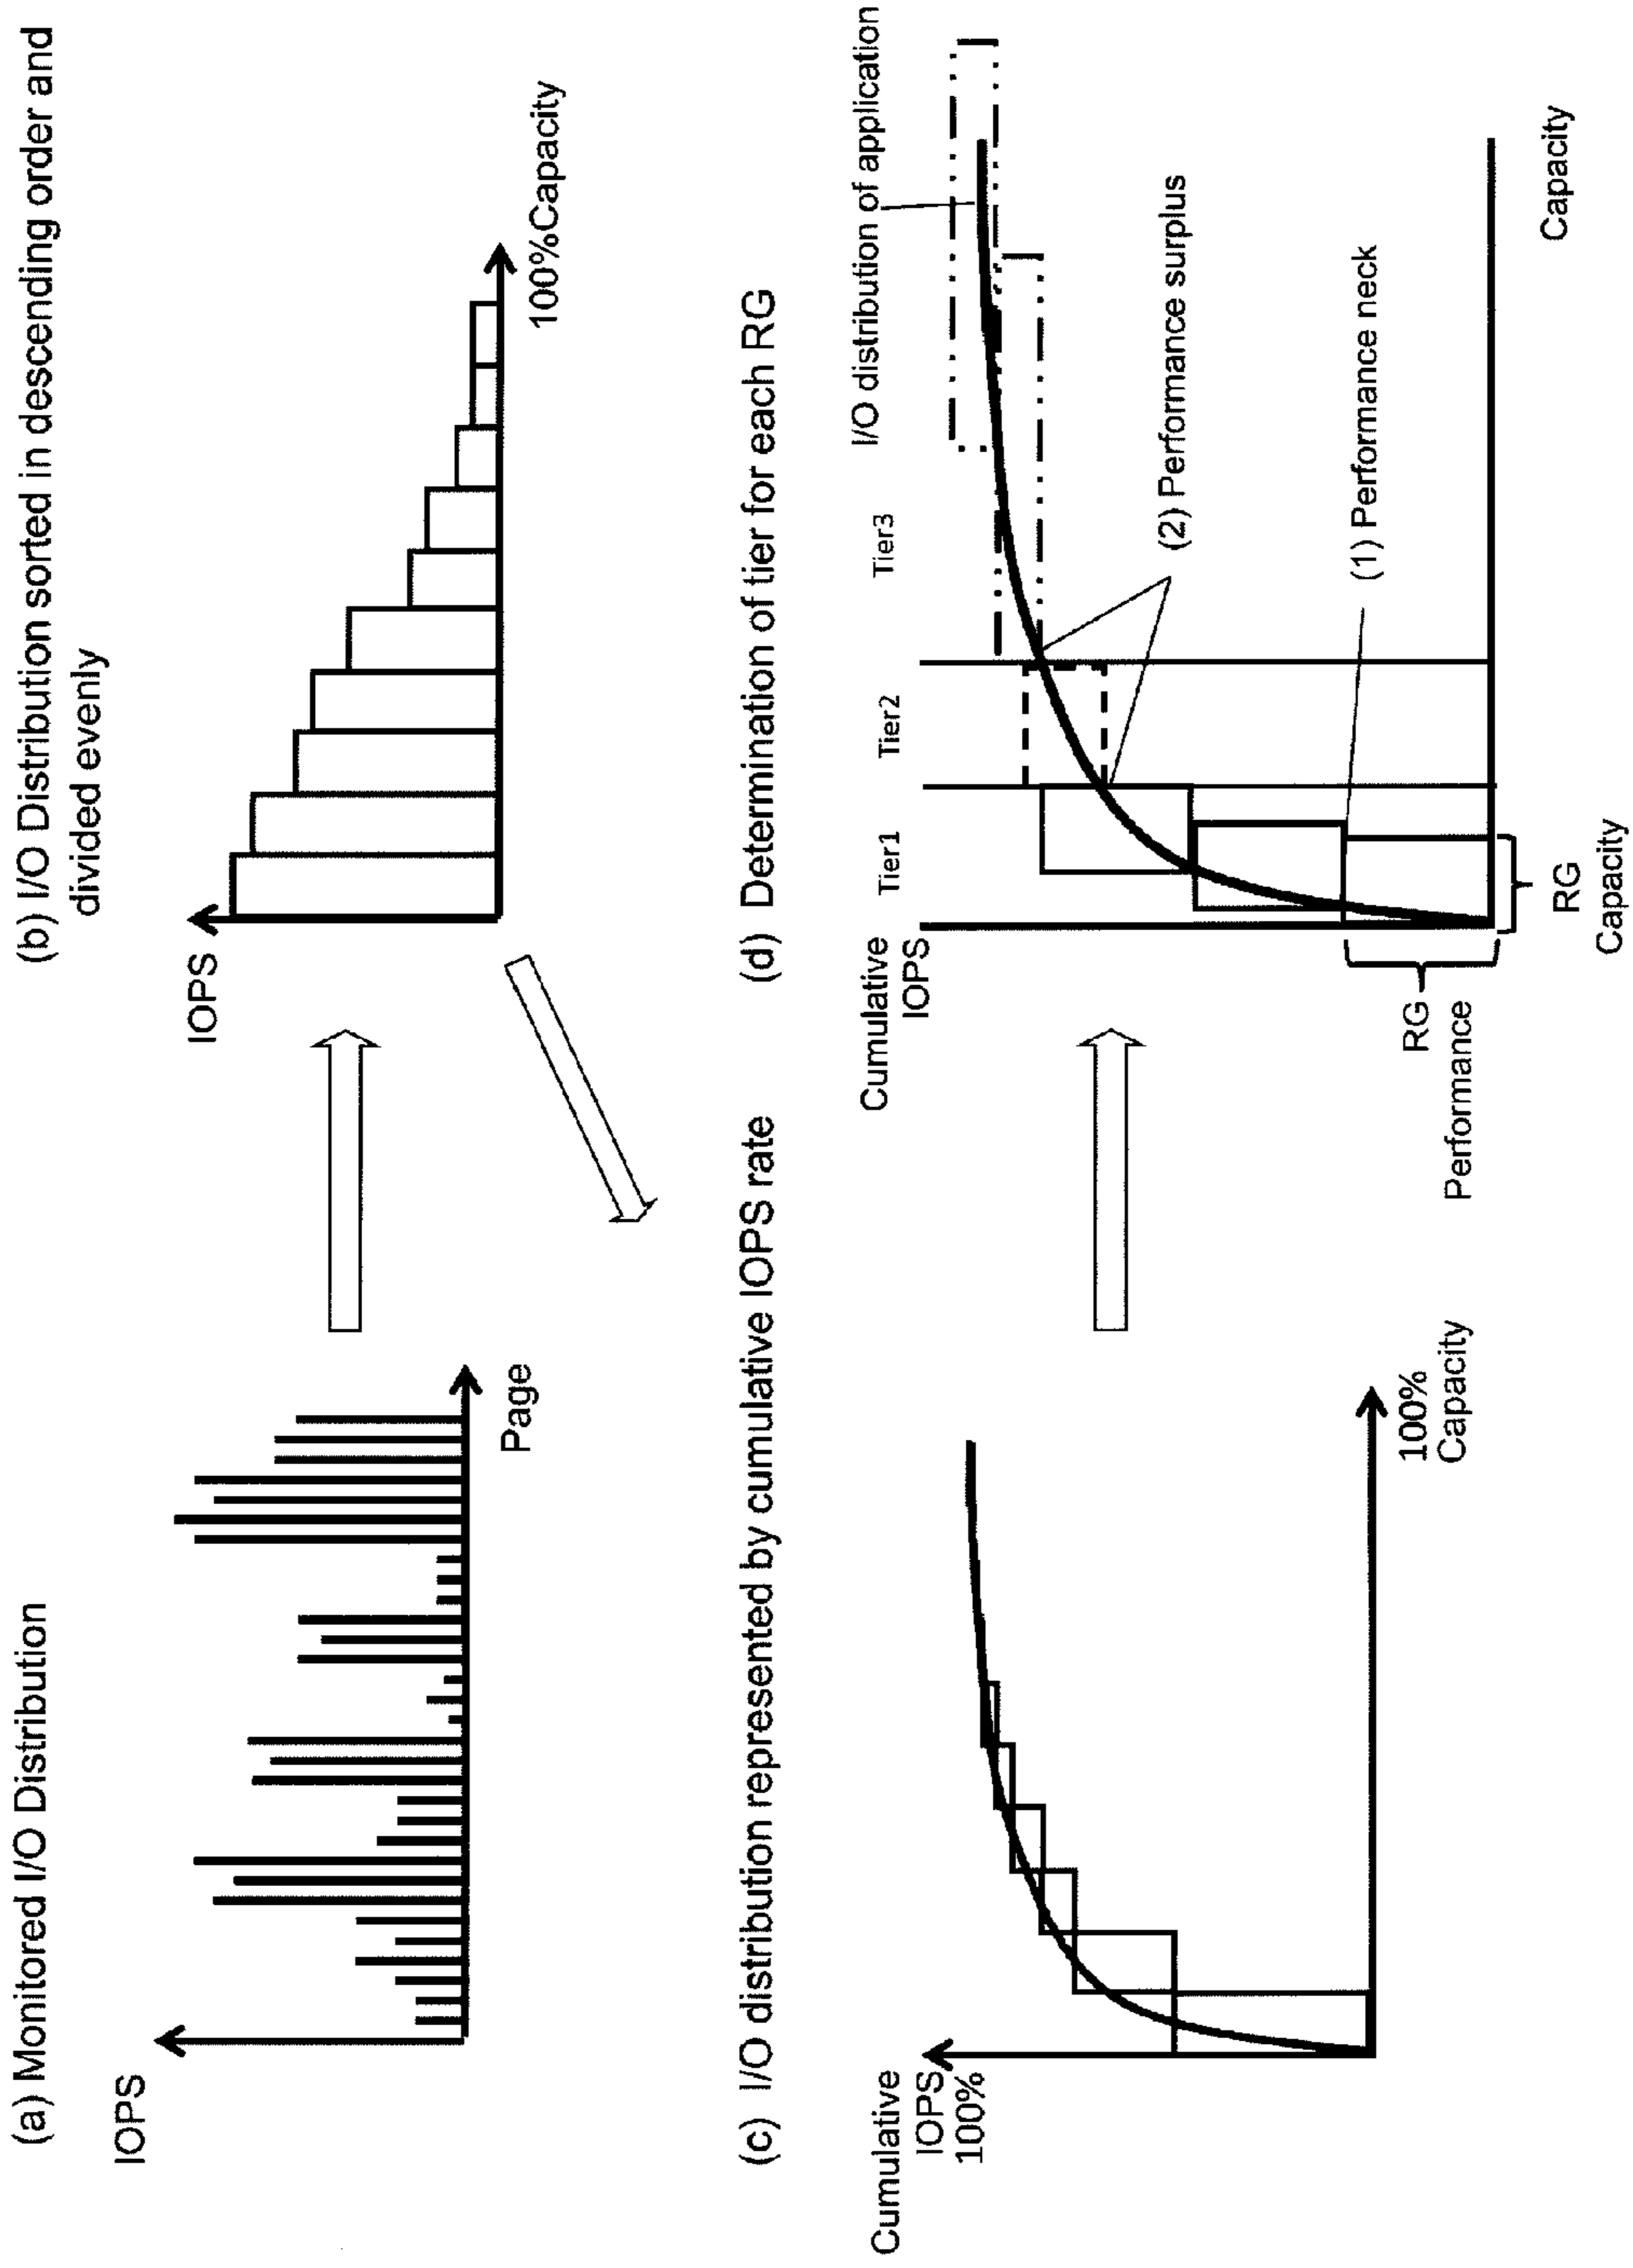 (a) Monitored I/O Distribution
IOPS
Page
(b) I/O Distribution sorted in descending order and
divided evenly
IOPS
100%Capacity
(c) I/O distribution represented by cumulative IOPS rate
Cumulative
IOPS
100%
100%
Capacity
(d) Determination of tier for each RG
Cumulative
IOPS
Tier1
Tier2
Tier3
I/O distribution of application
(2) Performance surplus
(1) Performance neck
RG
Performance
RG
Capacity
Capacity